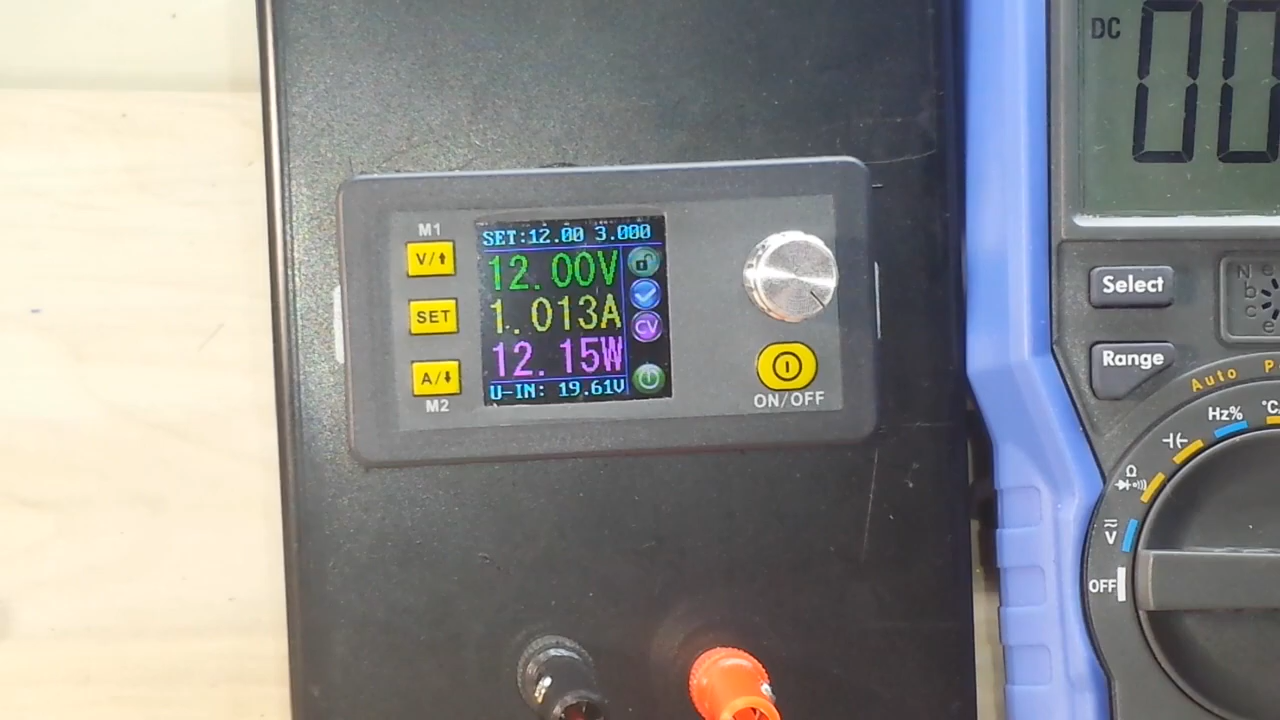 M1
V/⬆
SET
A/⬇
M2
SET:12.00 3.000
12.00V
1.013A
12.15W
CV
U-IN: 19.61V
ON/OFF
DC
00
Select
Range
Auto
Hz%
Ω
V
OFF
N
b
c
e
e